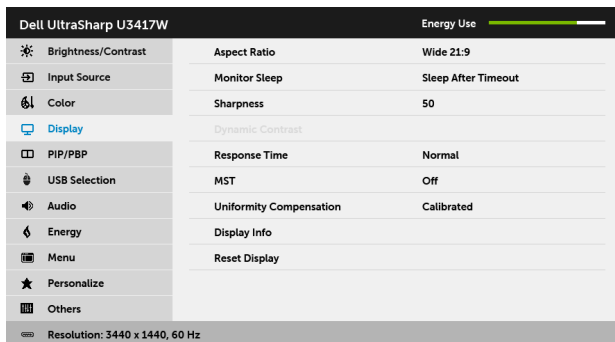 Dell UltraSharp U3417W Energy Use
Brightness/Contrast Aspect Ratio Wide 21:9
Input Source Monitor Sleep Sleep After Timeout
Color Sharpness 50
Display Dynamic Contrast
PIP/PBP Response Time Normal
USB Selection MST Off
Audio Uniformity Compensation Calibrated
Energy Display Info
Menu Reset Display
Personalize
Others
Resolution: 3440 x 1440, 60 Hz